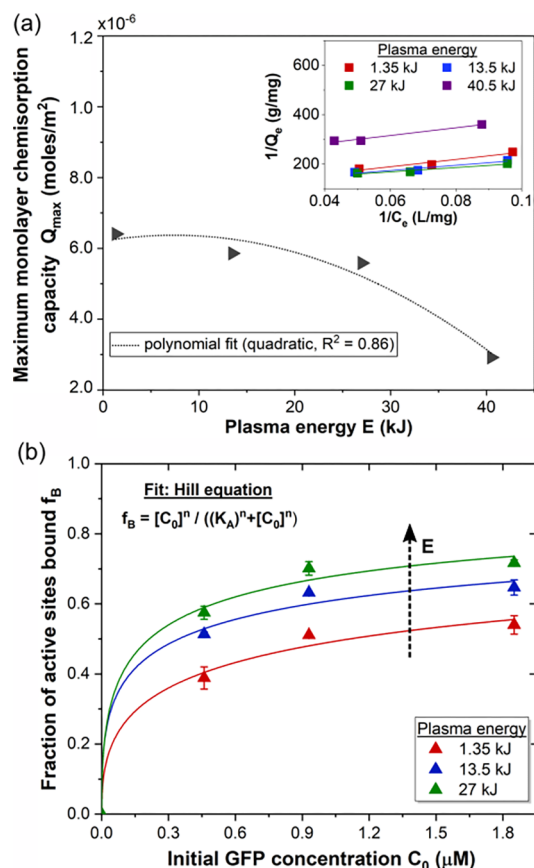 (a)
×10⁻⁶
1.2
1.0
8.0
6.0
4.0
2.0
Maximum monolayer chemisorption
capacity Q_max (moles/m²)
0 10 20 30 40
Plasma energy E (kJ)
polynomial fit (quadratic, R² = 0.86)
Plasma energy
1.35 kJ 13.5 kJ
27 kJ 40.5 kJ
1/Q_e (g/mg)
600
400
200
0.04 0.06 0.08 0.1
1/C_e (L/mg)
(b)
1.0
0.8
0.6
0.4
0.2
0.0
Fraction of active sites bound f_B
Fit: Hill equation
f_B = [C₀]ⁿ / ((K_A)ⁿ+[C₀]ⁿ)
E
Plasma energy
1.35 kJ
13.5 kJ
27 kJ
0.0 0.3 0.6 0.9 1.2 1.5 1.8
Initial GFP concentration C₀ (μM)